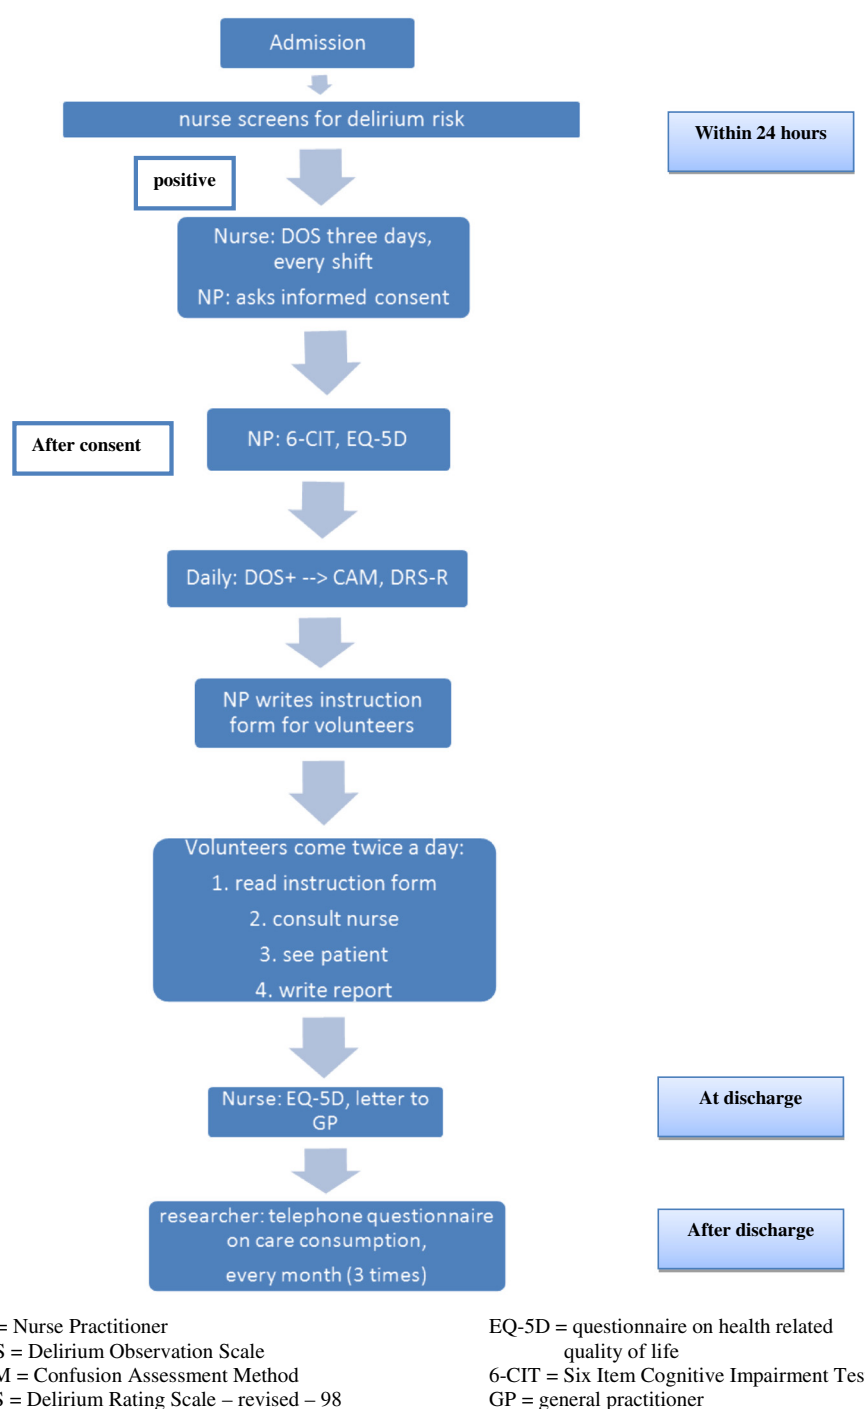 Admission
nurse screens for delirium risk
Within 24 hours
positive
Nurse: DOS three days,
every shift
NP: asks informed consent
After consent
NP: 6-CIT, EQ-5D
Daily: DOS+ --> CAM, DRS-R
NP writes instruction
form for volunteers
Volunteers come twice a day:
1. read instruction form
2. consult nurse
3. see patient
4. write report
Nurse: EQ-5D, letter to
GP
At discharge
researcher: telephone questionnaire
on care consumption,
every month (3 times)
After discharge
= Nurse Practitioner
S = Delirium Observation Scale
M = Confusion Assessment Method
S = Delirium Rating Scale – revised – 98
EQ-5D = questionnaire on health related
quality of life
6-CIT = Six Item Cognitive Impairment Tes
GP = general practitioner